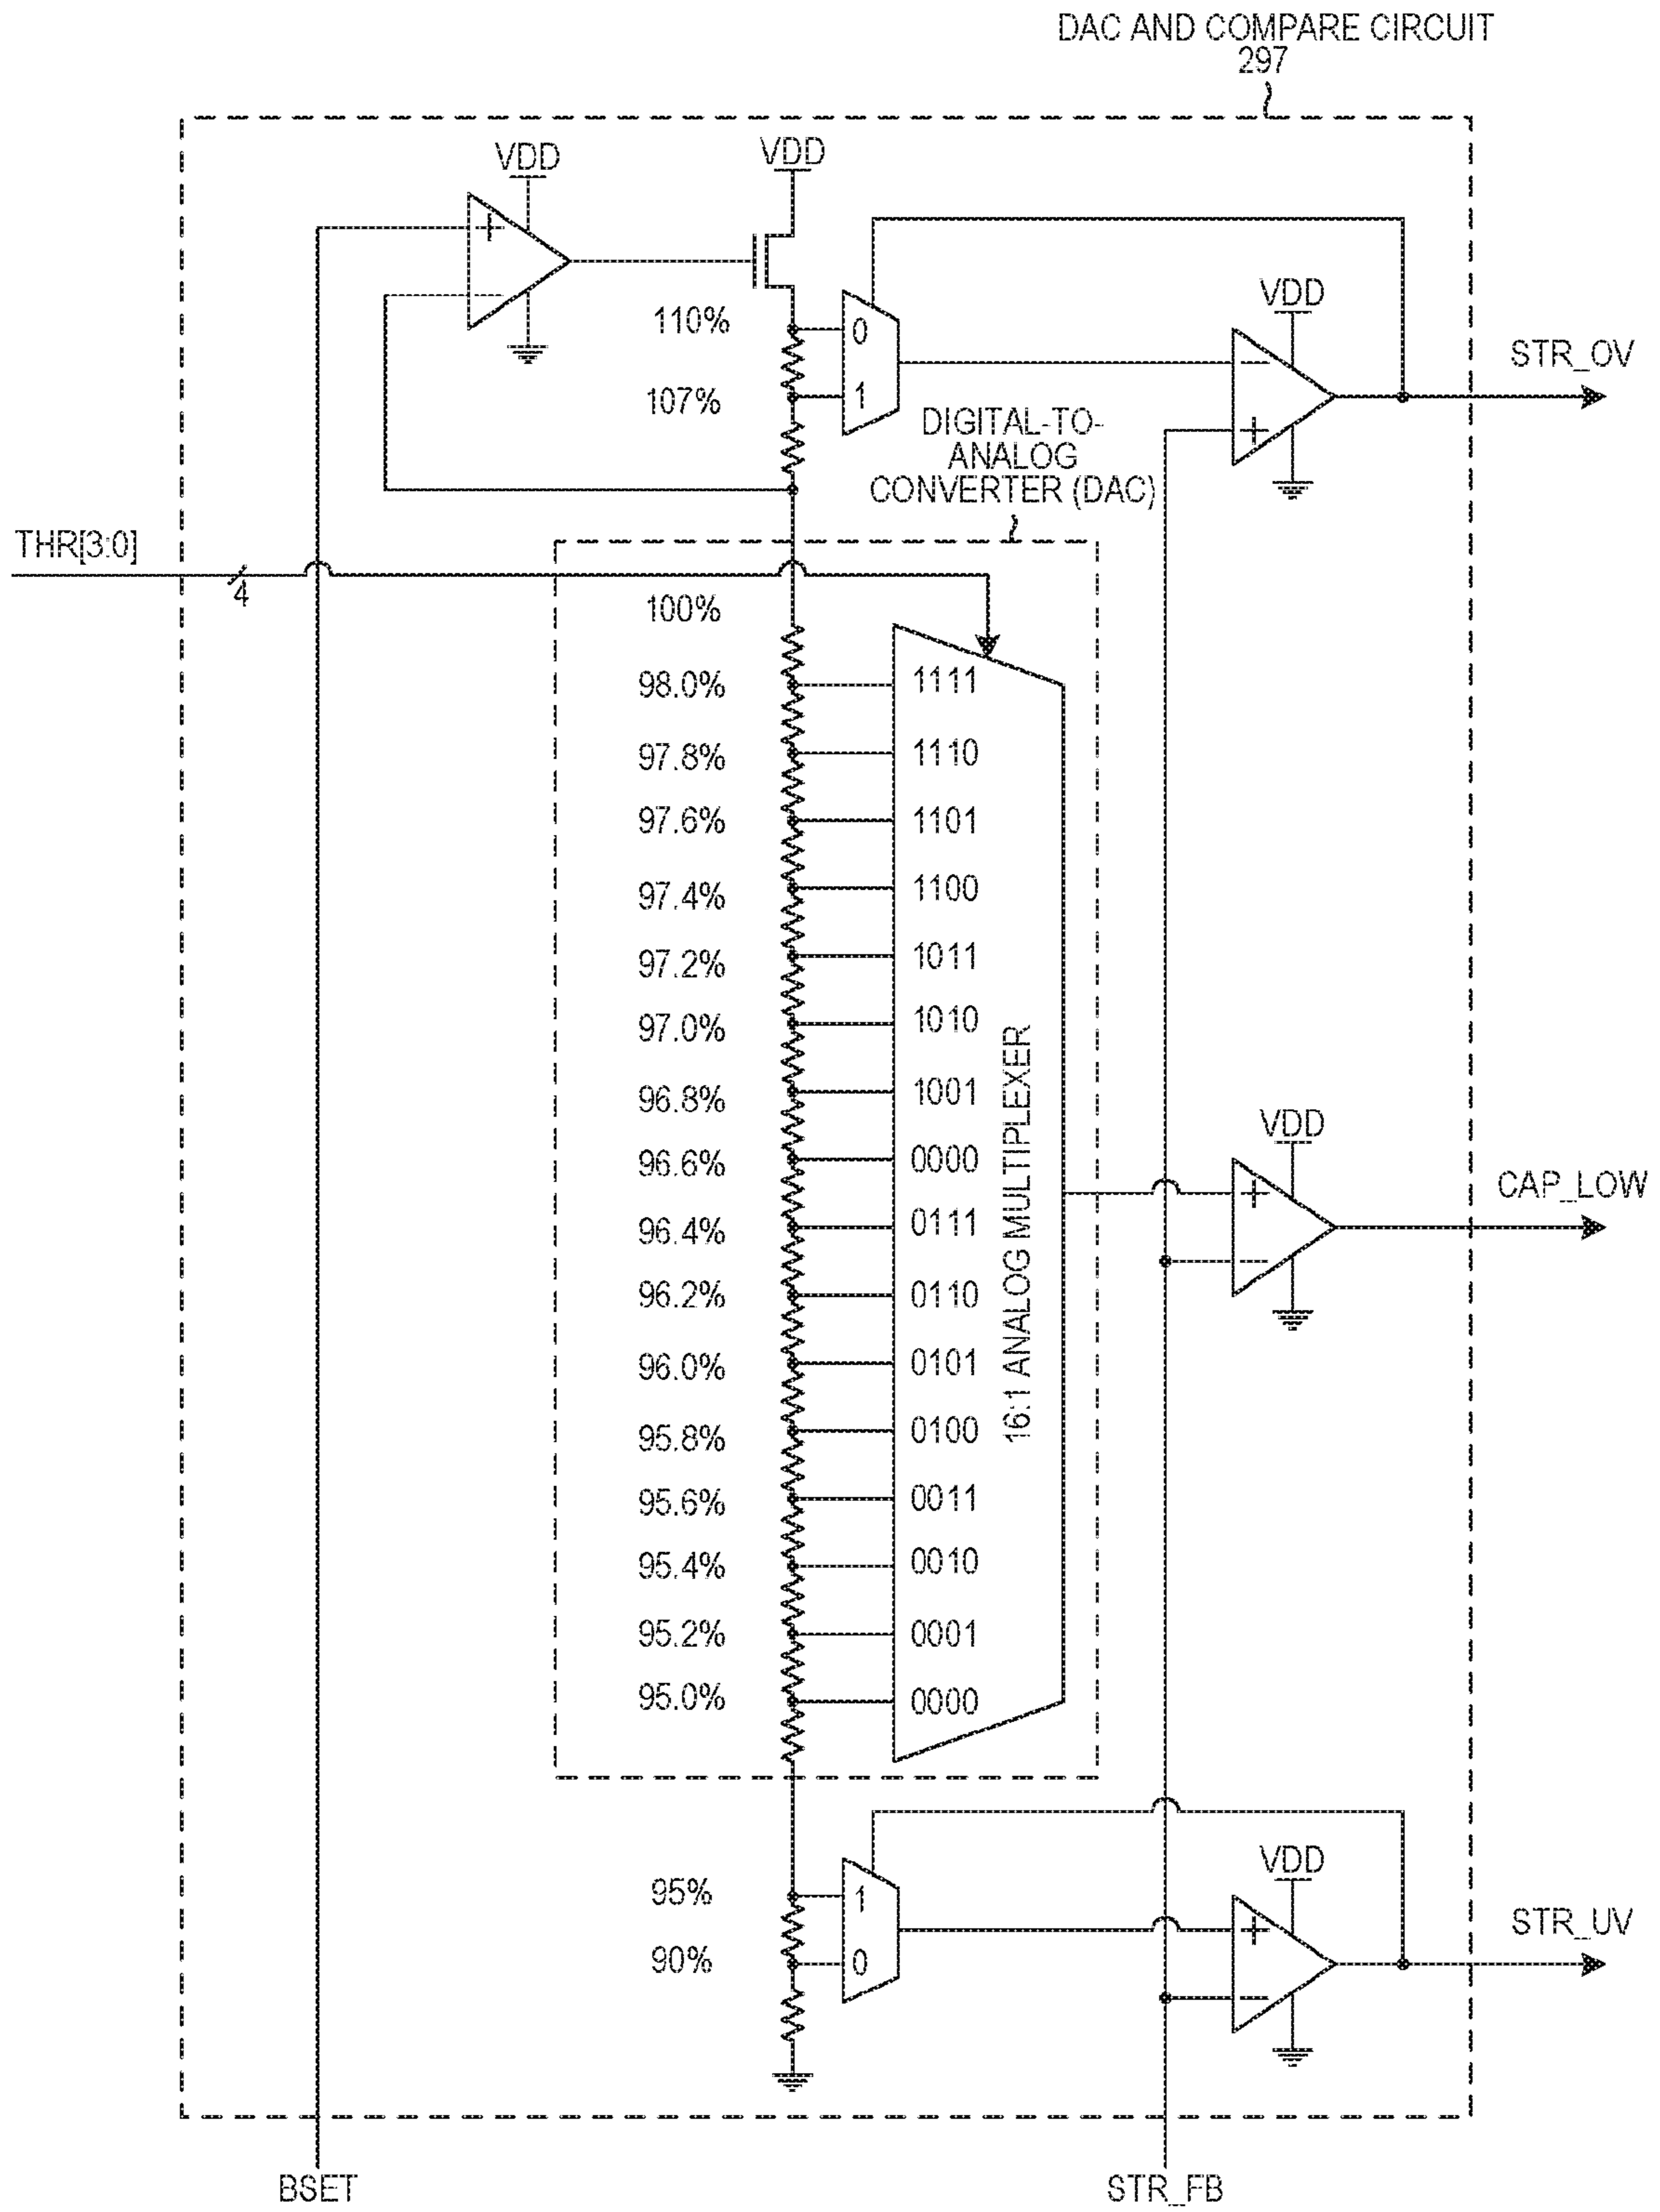 DAC AND COMPARE CIRCUIT
297
VDD
VDD
+
−
110%
0
107%
1
VDD
−
+
STR_OV
DIGITAL-TO-
ANALOG
CONVERTER (DAC)
THR[3:0]
4
100%
98.0% 1111
97.8% 1110
97.6% 1101
97.4% 1100
97.2% 1011
97.0% 1010
96.8% 1001
96.6% 0000
96.4% 0111
96.2% 0110
96.0% 0101
95.8% 0100
95.6% 0011
95.4% 0010
95.2% 0001
95.0% 0000
16:1 ANALOG MULTIPLEXER
VDD
+
−
CAP_LOW
95%
1
90%
0
VDD
+
−
STR_UV
BSET
STR_FB